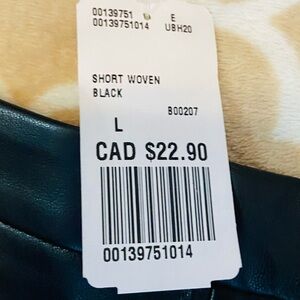 00139751 E
00139751014 UBH20
SHORT WOVEN
BLACK
B00207
L
CAD $22.90
00139751014